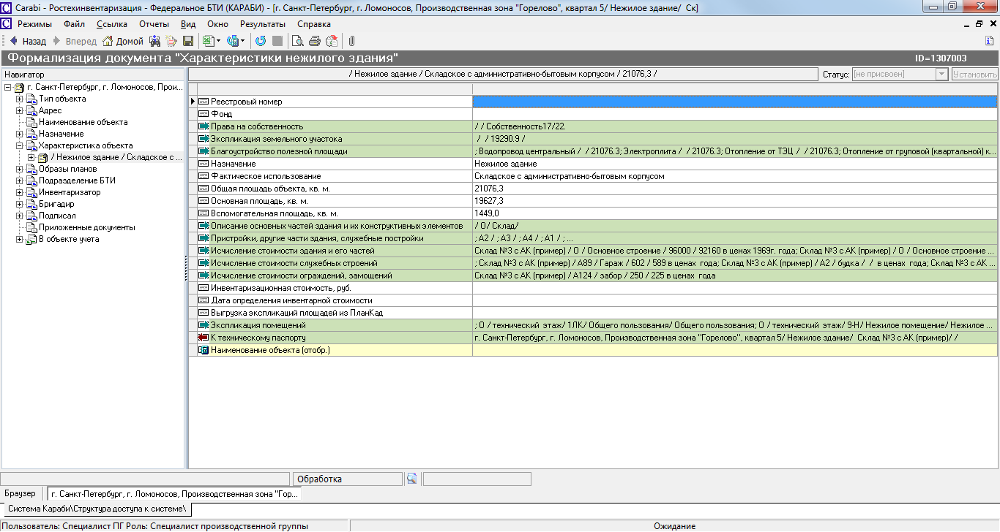 Carabi - Ростехинвентаризация - Федеральное БТИ (КАРАБИ) - [г. Санкт-Петербург, г. Ломоносов, Производственная зона "Горелово", квартал 5/ Нежилое здание/ Ск]
Режимы Файл Ссылка Отчеты Вид Окно Результаты Справка
Назад Вперед Домой
Формализация документа "Характеристики нежилого здания" ID=1307003
Навигатор
/ Нежилое здание / Складское с административно-бытовым корпусом / 21076,3 / Статус: [не присвоен] Установить
г. Санкт-Петербург, г. Ломоносов, Прои...
Тип объекта
Адрес
Наименование объекта
Назначение
Характеристика объекта
/ Нежилое здание / Складское с ...
Образы планов
Подразделение БТИ
Инвентаризатор
Бригадир
Подписал
Приложенные документы
В объекте учета
Реестровый номер
Фонд
Права на собственность / / Собственность17/22.
Экспликация земельного участока / / 19290.9 /
Благоустройство полезной площади ; Водопровод центральный / / 21076.3; Электроплита / / 21076.3; Отопление от ТЭЦ / / 21076.3; Отопление от груповой (квартальной) к...
Назначение Нежилое здание
Фактическое использование Складское с административно-бытовым корпусом
Общая площадь объекта, кв. м. 21076,3
Основная площадь, кв. м. 19627,3
Вспомогательная площадь, кв. м. 1449,0
Описание основных частей здания и их конструктивных элементов / О/ Склад/
Пристройки, другие части здания, служебные постройки ; А2 / ; А3 / ; А4 / ; А1 / ; ...
Исчисление стоимости здания и его частей Склад №3 с АК (пример) / О / Основное строение / 96000 / 92160 в ценах 1969г. года; Склад №3 с АК (пример) / О / Основное строение ...
Исчисление стоимости служебных строений ; Склад №3 с АК (пример) / А89 / Гараж / 602 / 589 в ценах года; Склад №3 с АК (пример) / А2 / будка / / в ценах года; Склад №3 с АК ...
Исчисление стоимости ограждений, замощений Склад №3 с АК (пример) / А124 / забор / 250 / 225 в ценах года
Инвентаризационная стоимость, руб.
Дата определения инвентарной стоимости
Выгрузка экспликаций площадей из ПланКад
Экспликация помещений ; О / технический этаж/ 1ЛК/ Общего пользования/ Общего пользования; О / технический этаж/ 9-Н/ Нежилое помещение/ Нежилое ...
К техническому паспорту г. Санкт-Петербург, г. Ломоносов, Производственная зона "Горелово", квартал 5/ Нежилое здание/ Склад №3 с АК (пример)/ /
Наименование объекта (отобр.)
Обработка
Браузер г. Санкт-Петербург, г. Ломоносов, Производственная зона "Гор...
Система Караби\Структура доступа к системе\
Пользователь: Специалист ПГ Роль: Специалист производственной группы Ожидание